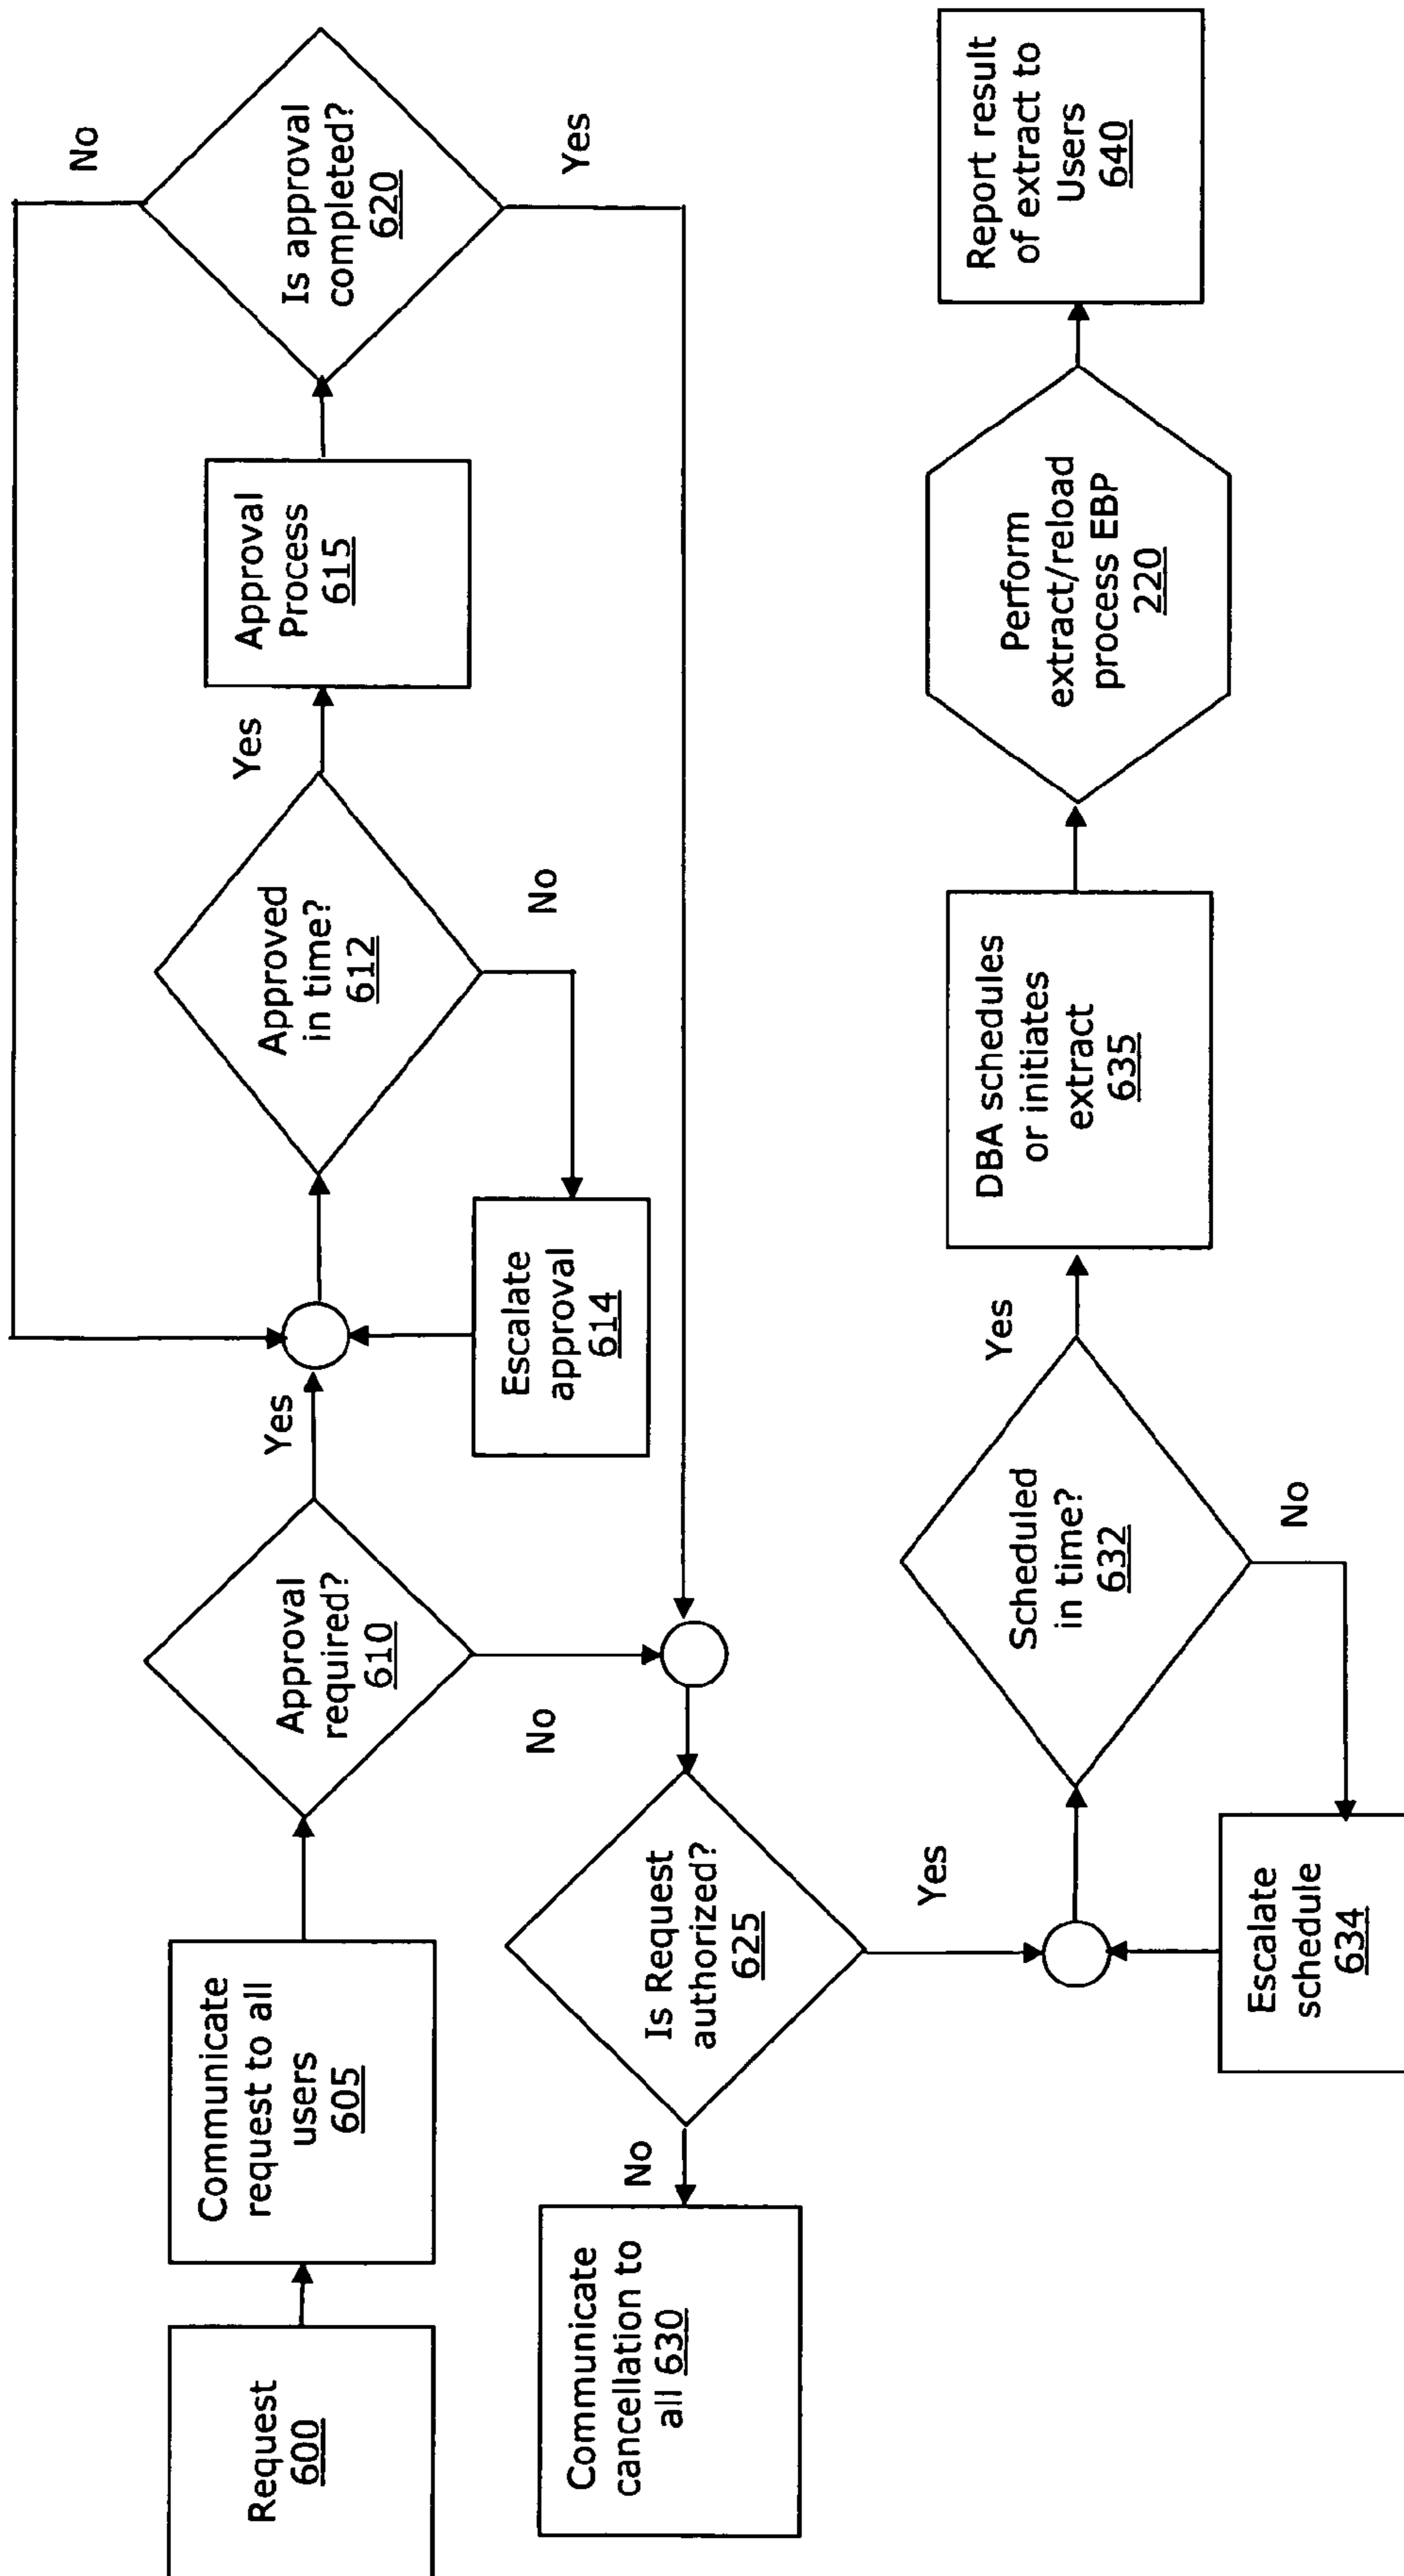 Request
600
Communicate
request to all
users
605
Approval
required?
610
Yes
No
Approved
in time?
612
Yes
No
Escalate
approval
614
Approval
Process
615
Is approval
completed?
620
No
Yes
Is Request
authorized?
625
No
Yes
Communicate
cancellation to
all 630
Scheduled
in time?
632
Yes
No
Escalate
schedule
634
DBA schedules
or initiates
extract
635
Perform
extract/reload
process EBP
220
Report result
of extract to
Users
640